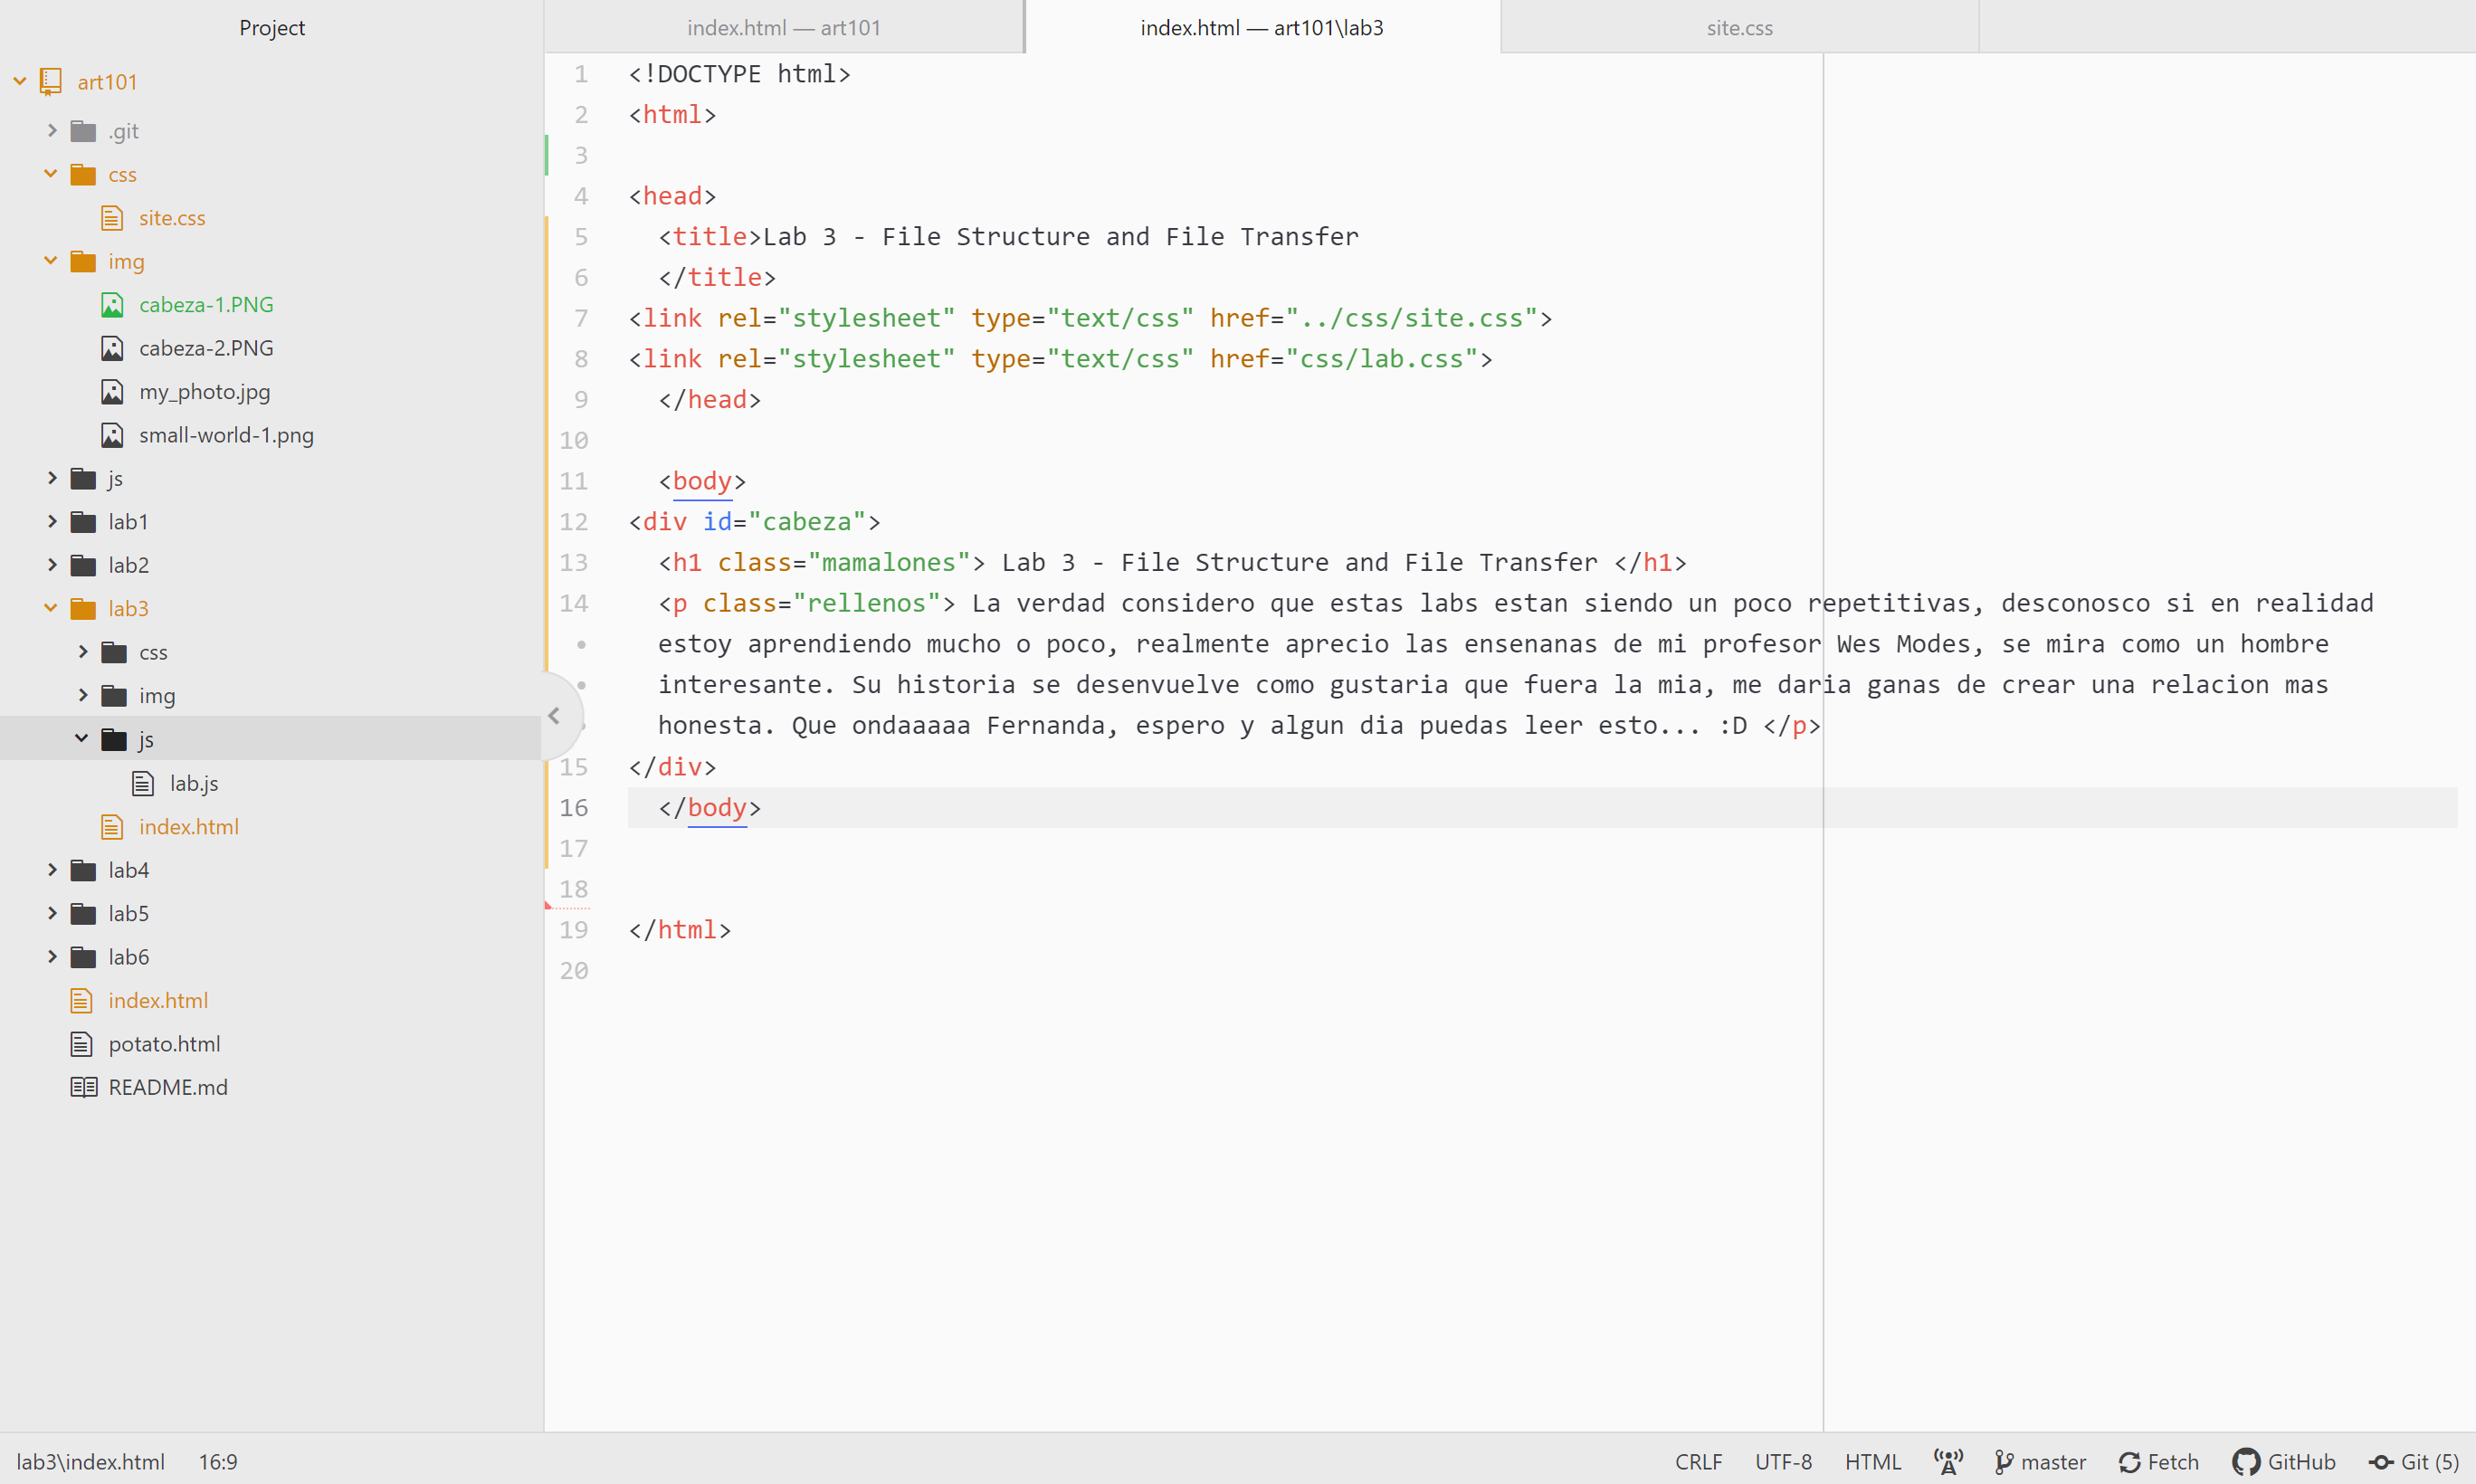 Project
art101
.git
css
site.css
img
cabeza-1.PNG
cabeza-2.PNG
my_photo.jpg
small-world-1.png
js
lab1
lab2
lab3
css
img
js
lab.js
index.html
lab4
lab5
lab6
index.html
potato.html
README.md
index.html — art101
index.html — art101\lab3
site.css
1 <!DOCTYPE html>
2 <html>
3
4 <head>
5 <title>Lab 3 - File Structure and File Transfer
6 </title>
7 <link rel="stylesheet" type="text/css" href="../css/site.css">
8 <link rel="stylesheet" type="text/css" href="css/lab.css">
9 </head>
10
11 <body>
12 <div id="cabeza">
13 <h1 class="mamalones"> Lab 3 - File Structure and File Transfer </h1>
14 <p class="rellenos"> La verdad considero que estas labs estan siendo un poco repetitivas, desconosco si en realidad
• estoy aprendiendo mucho o poco, realmente aprecio las ensenanas de mi profesor Wes Modes, se mira como un hombre
• interesante. Su historia se desenvuelve como gustaria que fuera la mia, me daria ganas de crear una relacion mas
honesta. Que ondaaaaa Fernanda, espero y algun dia puedas leer esto... :D </p>
15 </div>
16 </body>
17
18
19 </html>
20
lab3\index.html 16:9
CRLF UTF-8 HTML master Fetch GitHub Git (5)